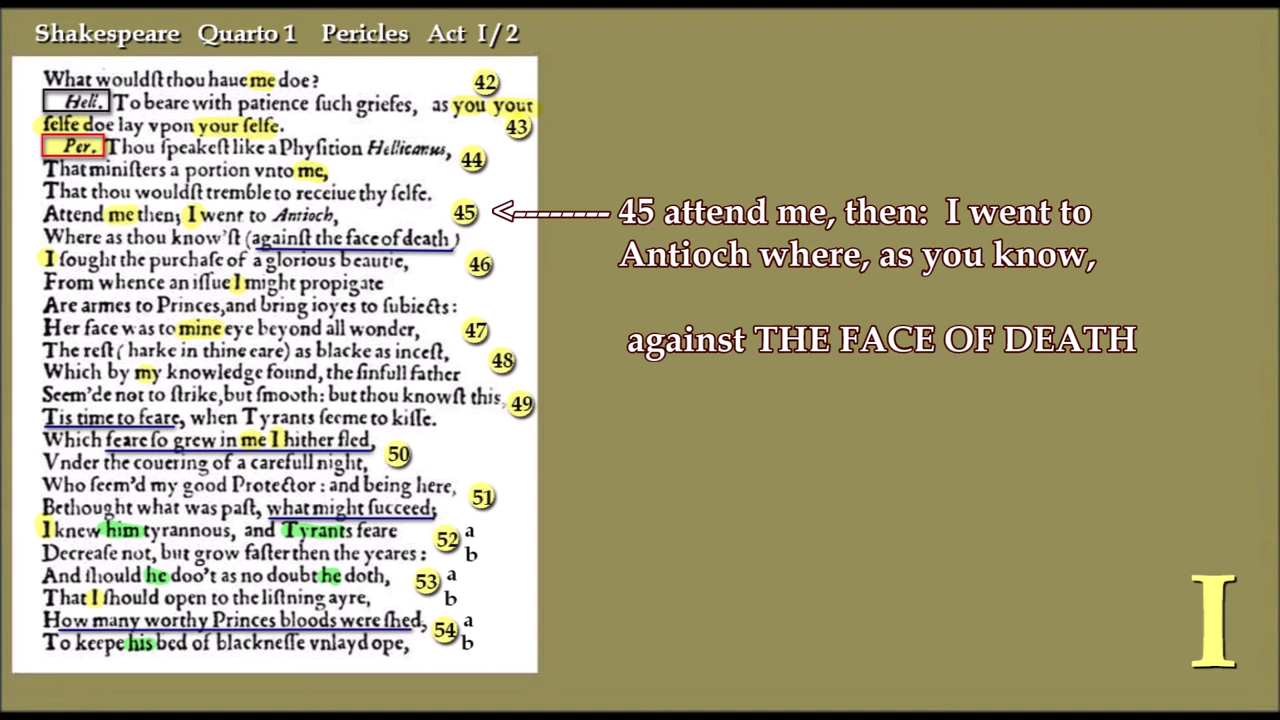 Shakespeare Quarto 1 Pericles Act I / 2
What wouldſt thou haue me doe? 42
Hell. To beare with patience ſuch griefes, as you your
ſelfe doe lay vpon your ſelfe. 43
Per. Thou ſpeakeſt like a Phyſition Hellicanus, 44
That miniſters a portion vnto me,
That thou wouldſt tremble to receiue thy ſelfe.
Attend me then; I went to Antioch, 45 <------- 45 attend me, then: I went to
Where as thou know'ſt (againſt the face of death) Antioch where, as you know,
I ſought the purchaſe of a glorious beautie, 46
From whence an iſſue I might propigate
Are armes to Princes, and bring ioyes to ſubiects:
Her face was to mine eye beyond all wonder, 47 against THE FACE OF DEATH
The reſt (harke in thine eare) as blacke as inceſt, 48
Which by my knowledge found, the ſinfull father
Seem'de not to ſtrike, but ſmooth: but thou knowſt this, 49
Tis time to feare, when Tyrants ſeeme to kiſſe.
Which feare ſo grew in me I hither fled, 50
Vnder the couering of a carefull night,
Who ſeem'd my good Protector: and being here, 51
Bethought what was paſt, what might ſucceed;
I knew him tyrannous, and Tyrants feare 52 a
Decreaſe not, but grow faſter then the yeares: b
And ſhould he doo't as no doubt he doth, 53 a
That I ſhould open to the liſtning ayre, b
How many worthy Princes bloods were ſhed, 54 a
To keepe his bed of blackneſſe vnlayd ope, b
I